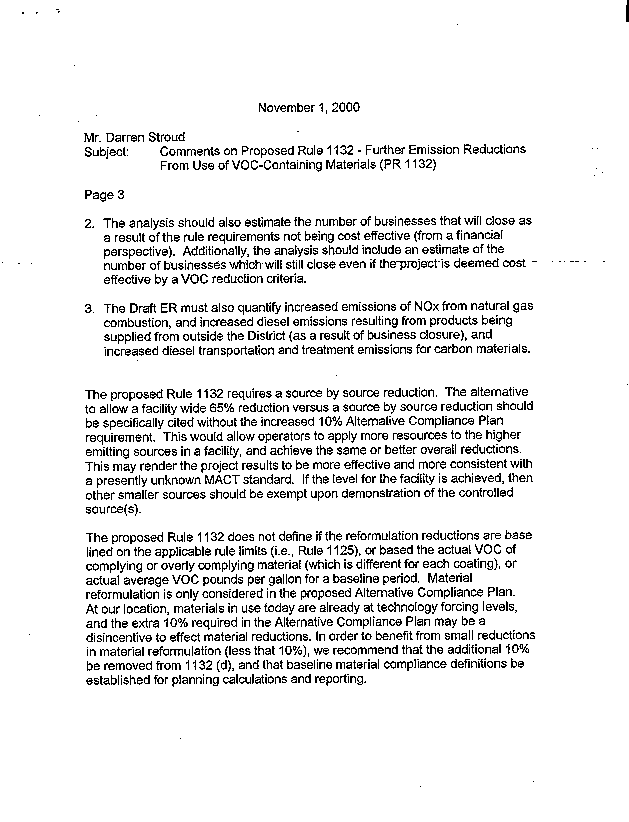 November 1, 2000
Mr. Darren Stroud
Subject: Comments on Proposed Rule 1132 - Further Emission Reductions
From Use of VOC-Containing Materials (PR 1132)
Page 3
2. The analysis should also estimate the number of businesses that will close as
a result of the rule requirements not being cost effective (from a financial
perspective). Additionally, the analysis should include an estimate of the
number of businesses which will still close even if the project is deemed cost
effective by a VOC reduction criteria.
3. The Draft ER must also quantify increased emissions of NOx from natural gas
combustion, and increased diesel emissions resulting from products being
supplied from outside the District (as a result of business closure), and
increased diesel transportation and treatment emissions for carbon materials.
The proposed Rule 1132 requires a source by source reduction. The alternative
to allow a facility wide 65% reduction versus a source by source reduction should
be specifically cited without the increased 10% Alternative Compliance Plan
requirement. This would allow operators to apply more resources to the higher
emitting sources in a facility, and achieve the same or better overall reductions.
This may render the project results to be more effective and more consistent with
a presently unknown MACT standard. If the level for the facility is achieved, then
other smaller sources should be exempt upon demonstration of the controlled
source(s).
The proposed Rule 1132 does not define if the reformulation reductions are base
lined on the applicable rule limits (i.e., Rule 1125), or based the actual VOC of
complying or overly complying material (which is different for each coating), or
actual average VOC pounds per gallon for a baseline period. Material
reformulation is only considered in the proposed Alternative Compliance Plan.
At our location, materials in use today are already at technology forcing levels,
and the extra 10% required in the Alternative Compliance Plan may be a
disincentive to effect material reductions. In order to benefit from small reductions
in material reformulation (less that 10%), we recommend that the additional 10%
be removed from 1132 (d), and that baseline material compliance definitions be
established for planning calculations and reporting.